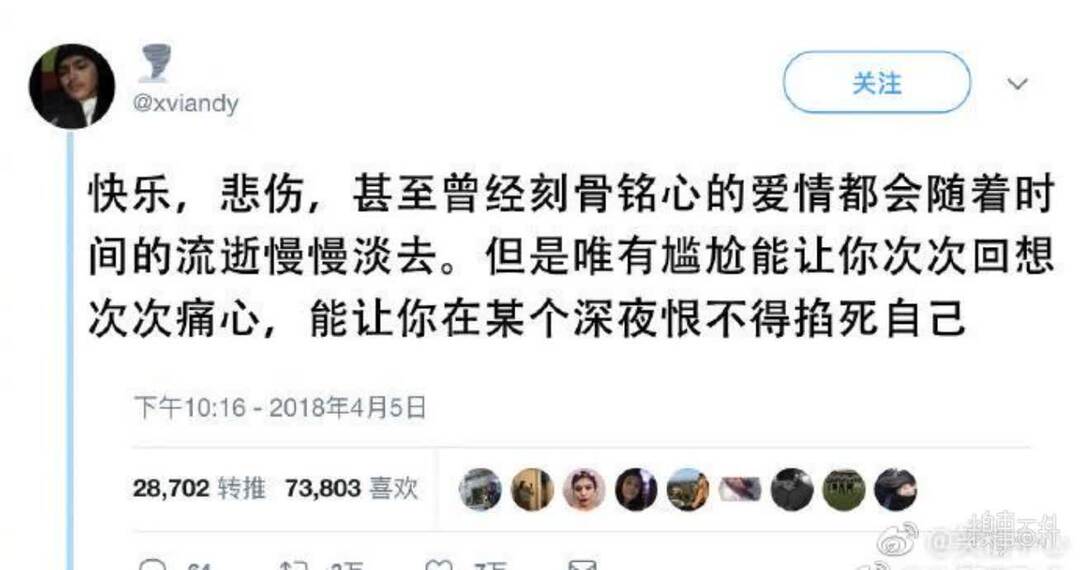 @xviandy
关注
快乐，悲伤，甚至曾经刻骨铭心的爱情都会随着时
间的流逝慢慢淡去。但是唯有尴尬能让你次次回想
次次痛心，能让你在某个深夜恨不得掐死自己
下午10:16 - 2018年4月5日
28,702 转推 73,803 喜欢